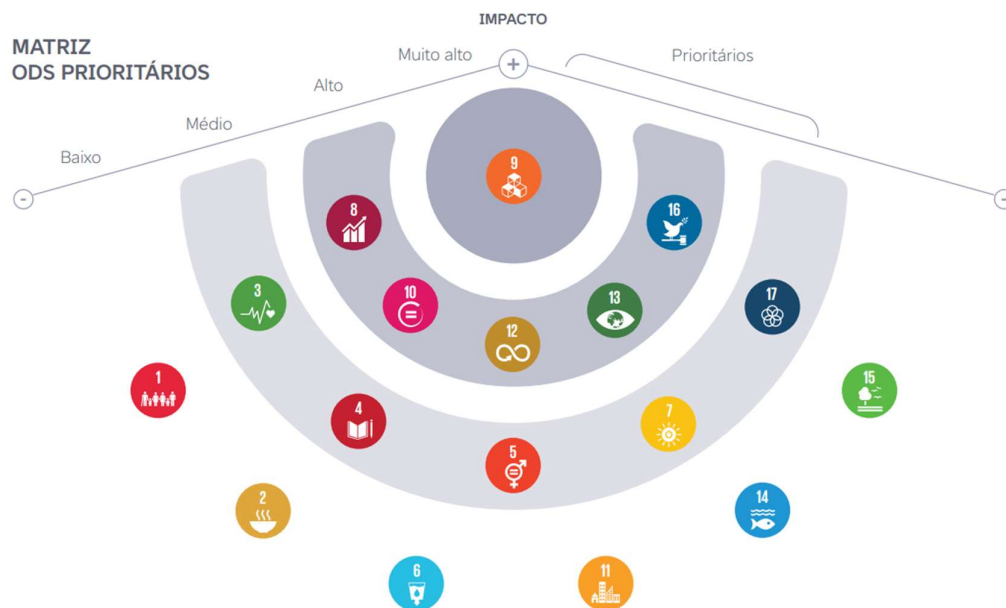 IMPACTO
MATRIZ
ODS PRIORITÁRIOS
Muito alto
Prioritários
Alto
Médio
Baixo
+
-
-
9
8
16
10
13
12
3
17
1
15
4
7
5
2
14
6
11